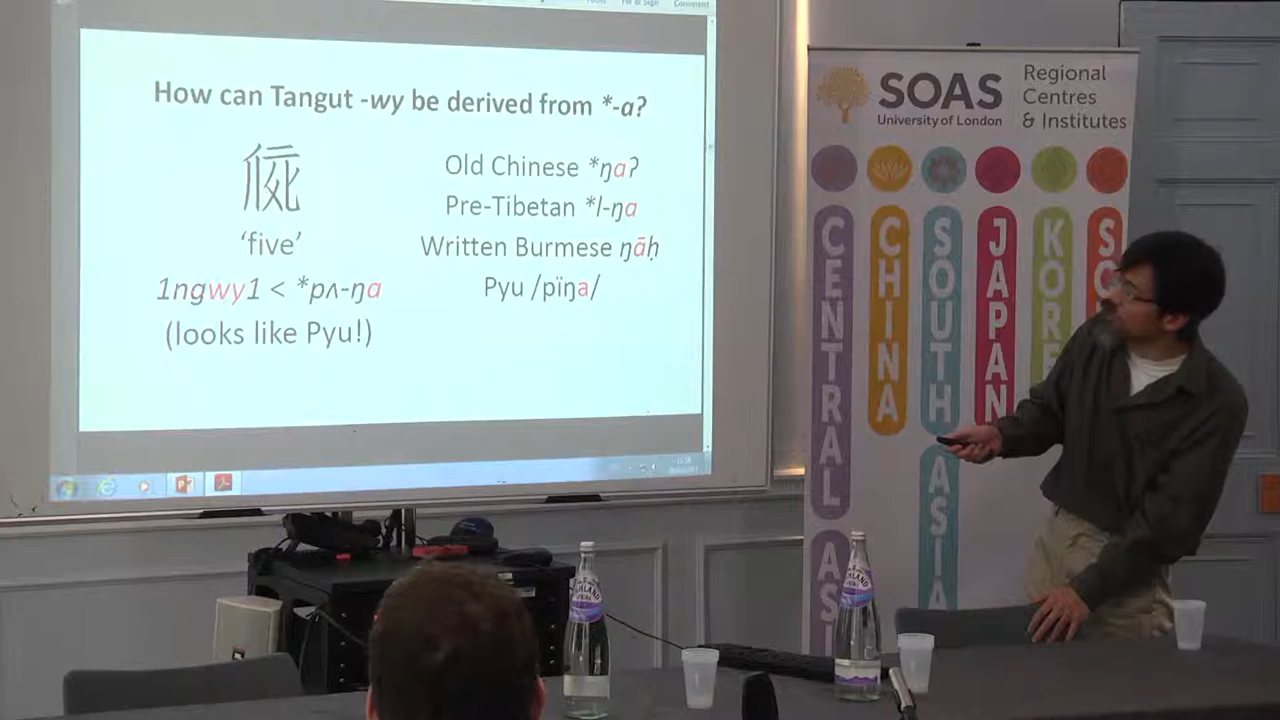 How can Tangut -wy be derived from *-a?
‘five’
1ngwy1 < *pʌ-ŋa
(looks like Pyu!)
Old Chinese *ŋaʔ
Pre-Tibetan *l-ŋa
Written Burmese ŋāḥ
Pyu /pïŋa/
Comment
SOAS
University of London
Regional
Centres
& Institutes
CENTRAL AS
CHINA
SOUTH ASIA
JAPAN
KORE